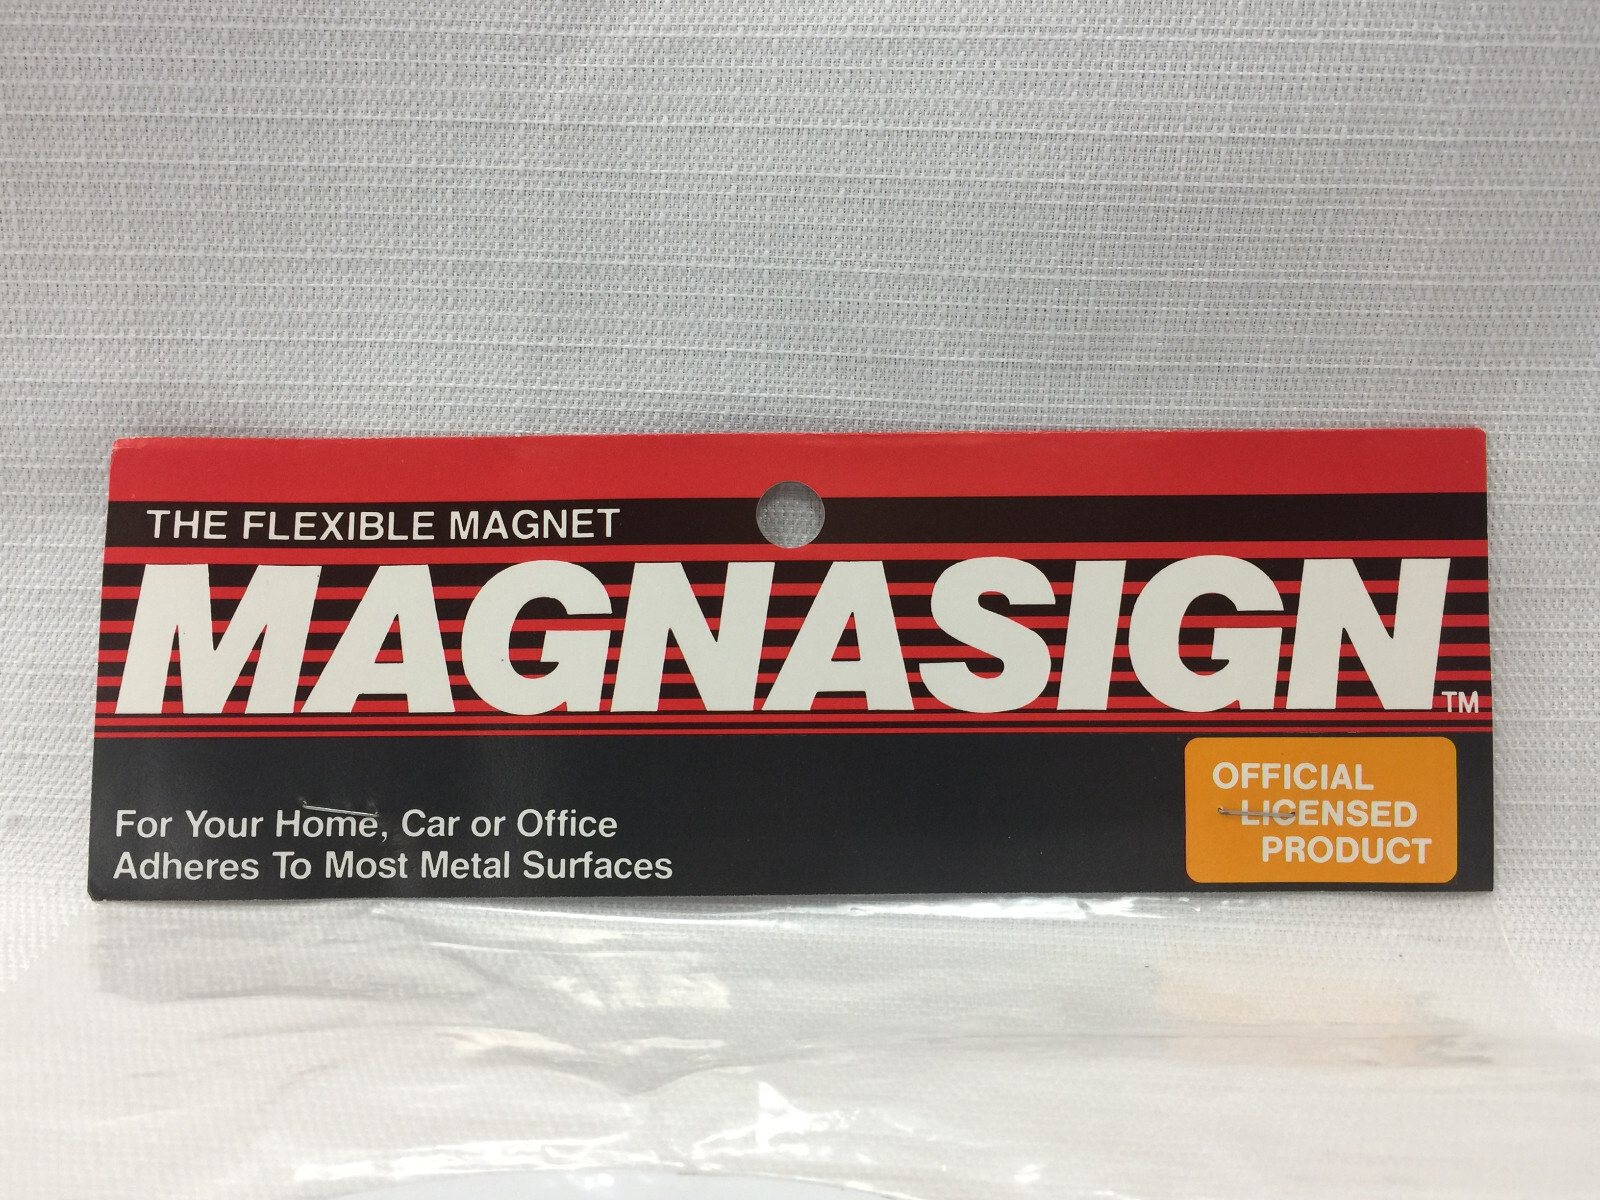 THE FLEXIBLE MAGNET
MAGNASIGN TM
For Your Home, Car or Office
Adheres To Most Metal Surfaces
OFFICIAL
LICENSED
PRODUCT